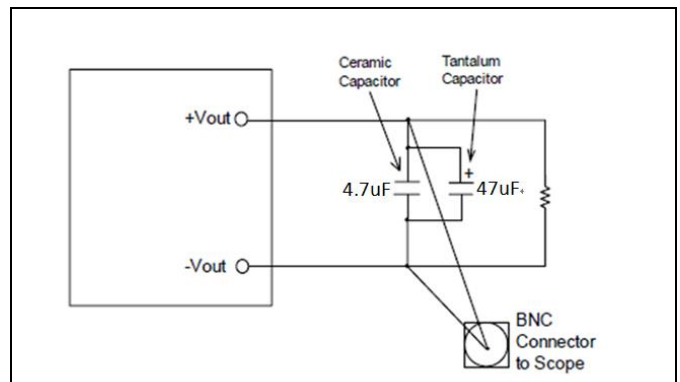 Ceramic
Capacitor
Tantalum
Capacitor
+Vout
+
4.7uF
47uF
-Vout
BNC
Connector
to Scope